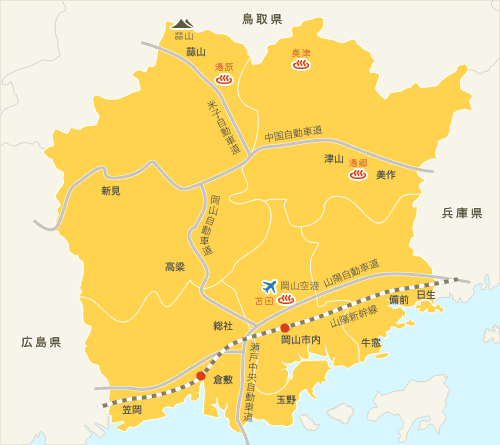 鳥取県
蒜山
蒜山
湯原
奥津
米子自動車道
中国自動車道
津山
湯郷
美作
新見
岡山自動車道
兵庫県
高梁
岡山空港
山陽自動車道
苫田
備前
日生
総社
山陽新幹線
広島県
岡山市内
牛窓
瀬戸中央自動車道
倉敷
玉野
笠岡